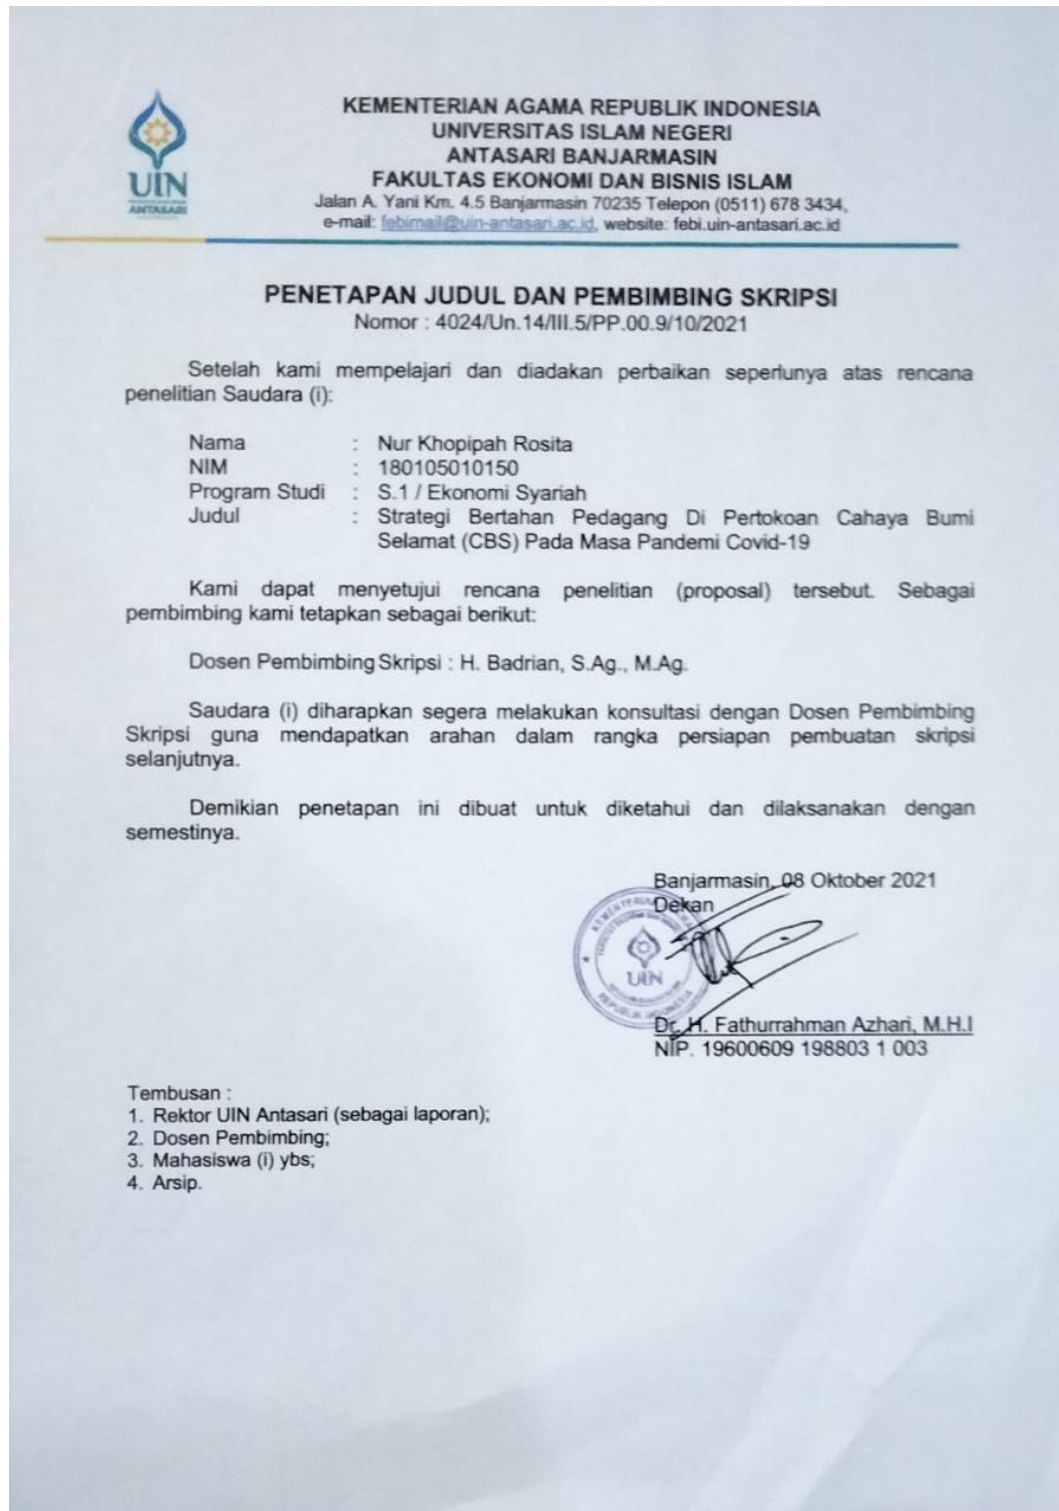 UIN
ANTASARI
KEMENTERIAN AGAMA REPUBLIK INDONESIA
UNIVERSITAS ISLAM NEGERI
ANTASARI BANJARMASIN
FAKULTAS EKONOMI DAN BISNIS ISLAM
Jalan A. Yani Km. 4.5 Banjarmasin 70235 Telepon (0511) 678 3434,
e-mail: febimail@uin-antasari.ac.id, website: febi.uin-antasari.ac.id
PENETAPAN JUDUL DAN PEMBIMBING SKRIPSI
Nomor : 4024/Un.14/III.5/PP.00.9/10/2021
Setelah kami mempelajari dan diadakan perbaikan seperlunya atas rencana
penelitian Saudara (i):
Nama : Nur Khopipah Rosita
NIM : 180105010150
Program Studi : S.1 / Ekonomi Syariah
Judul : Strategi Bertahan Pedagang Di Pertokoan Cahaya Bumi
Selamat (CBS) Pada Masa Pandemi Covid-19
Kami dapat menyetujui rencana penelitian (proposal) tersebut. Sebagai
pembimbing kami tetapkan sebagai berikut:
Dosen Pembimbing Skripsi : H. Badrian, S.Ag., M.Ag.
Saudara (i) diharapkan segera melakukan konsultasi dengan Dosen Pembimbing
Skripsi guna mendapatkan arahan dalam rangka persiapan pembuatan skripsi
selanjutnya.
Demikian penetapan ini dibuat untuk diketahui dan dilaksanakan dengan
semestinya.
Banjarmasin, 08 Oktober 2021
Dekan
UIN
REPUBLIK INDONESIA
Dr. H. Fathurrahman Azhari, M.H.I
NIP. 19600609 198803 1 003
Tembusan :
1. Rektor UIN Antasari (sebagai laporan);
2. Dosen Pembimbing;
3. Mahasiswa (i) ybs;
4. Arsip.